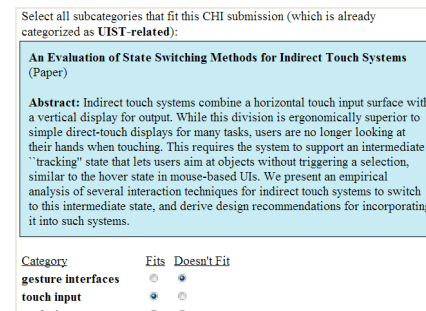 Select all subcategories that fit this CHI submission (which is already
categorized as UIST-related):
An Evaluation of State Switching Methods for Indirect Touch Systems
(Paper)
Abstract: Indirect touch systems combine a horizontal touch input surface with
a vertical display for output. While this division is ergonomically superior to
simple direct-touch displays for many tasks, users are no longer looking at
their hands when touching. This requires the system to support an intermediate
``tracking'' state that lets users aim at objects without triggering a selection,
similar to the hover state in mouse-based UIs. We present an empirical
analysis of several interaction techniques for indirect touch systems to switch
to this intermediate state, and derive design recommendations for incorporating
it into such systems.
Category Fits Doesn't Fit
gesture interfaces
touch input